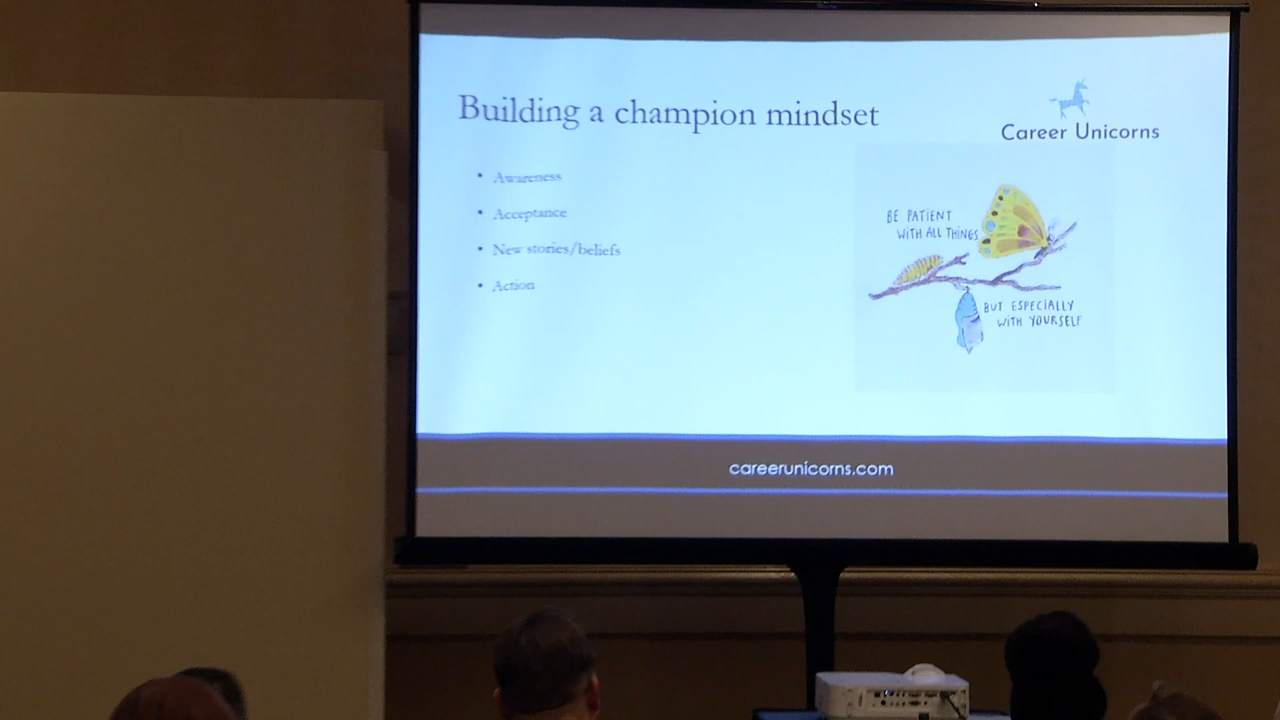 Building a champion mindset
Career Unicorns
• Awareness
• Acceptance
• New stories/beliefs
• Action
BE PATIENT
WITH ALL THINGS
BUT ESPECIALLY
WITH YOURSELF
careerunicorns.com